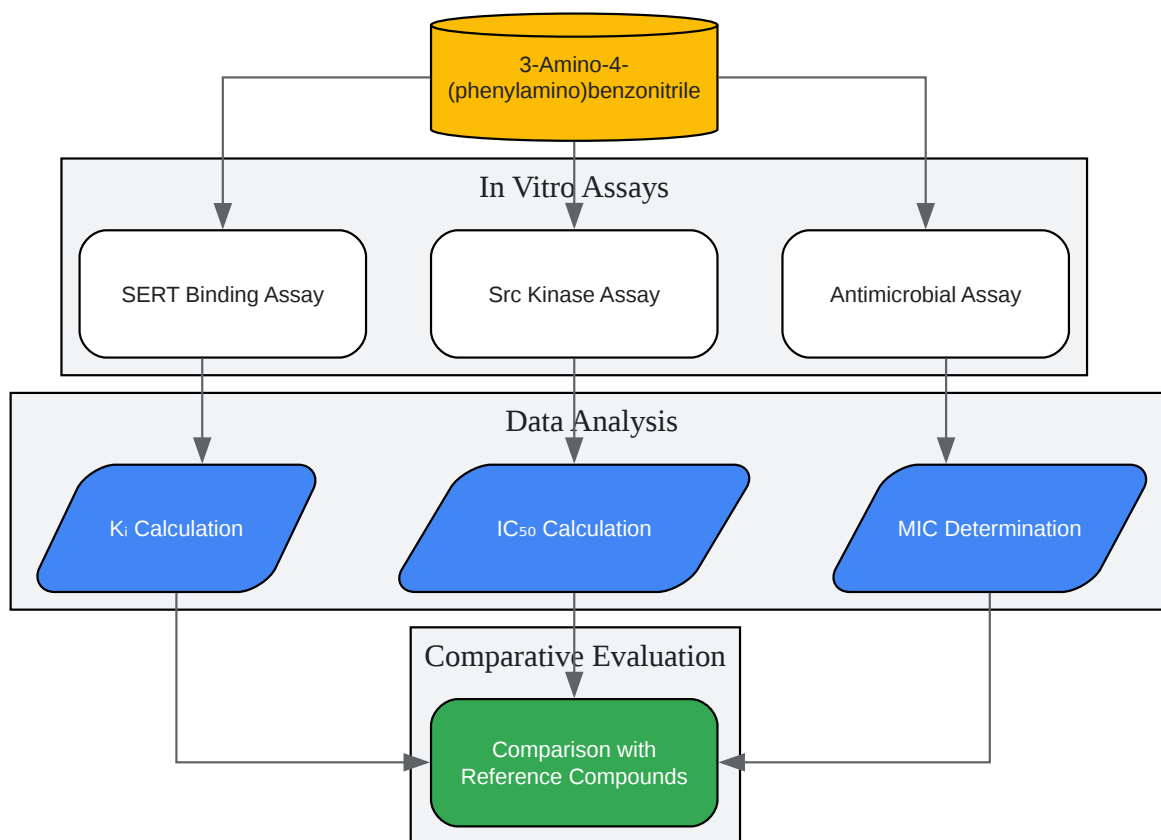 3-Amino-4-
(phenylamino)benzonitrile
In Vitro Assays
SERT Binding Assay
Src Kinase Assay
Antimicrobial Assay
Data Analysis
Kᵢ Calculation
IC₅₀ Calculation
MIC Determination
Comparative Evaluation
Comparison with
Reference Compounds